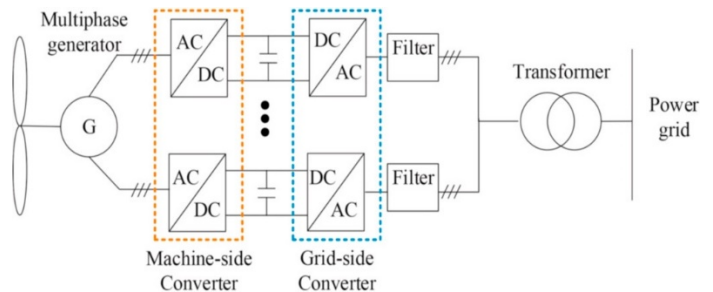 Multiphase
generator
G
AC
DC
DC
AC
Filter
AC
DC
DC
AC
Filter
Transformer
Power
grid
Machine-side
Converter
Grid-side
Converter